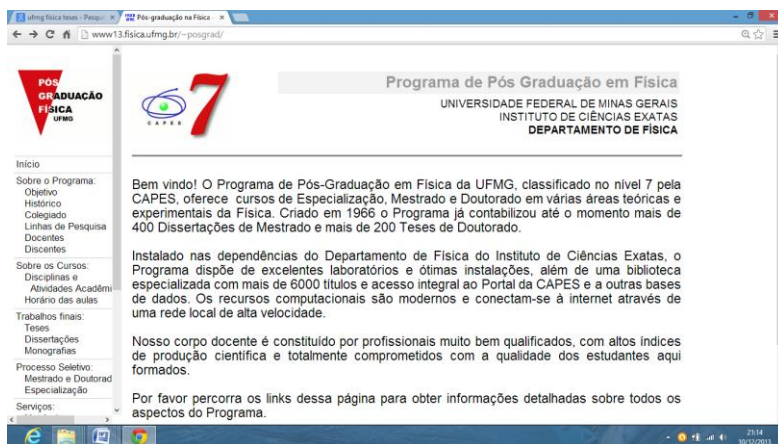 ufmg física teses - Pesqui
Pós-graduação na Física -
www13.fisica.ufmg.br/~posgrad/
PÓS
GRADUAÇÃO
FÍSICA
UFMG
CAPES
7
Programa de Pós Graduação em Física
UNIVERSIDADE FEDERAL DE MINAS GERAIS
INSTITUTO DE CIÊNCIAS EXATAS
DEPARTAMENTO DE FÍSICA
Início
Sobre o Programa:
Objetivo
Histórico
Colegiado
Linhas de Pesquisa
Docentes
Discentes
Sobre os Cursos:
Disciplinas e
Atividades Acadêmi
Horário das aulas
Trabalhos finais:
Teses
Dissertações
Monografias
Processo Seletivo:
Mestrado e Doutorad
Especialização
Serviços:
Bem vindo! O Programa de Pós-Graduação em Física da UFMG, classificado no nível 7 pela
CAPES, oferece cursos de Especialização, Mestrado e Doutorado em várias áreas teóricas e
experimentais da Física. Criado em 1966 o Programa já contabilizou até o momento mais de
400 Dissertações de Mestrado e mais de 200 Teses de Doutorado.
Instalado nas dependências do Departamento de Física do Instituto de Ciências Exatas, o
Programa dispõe de excelentes laboratórios e ótimas instalações, além de uma biblioteca
especializada com mais de 6000 títulos e acesso integral ao Portal da CAPES e a outras bases
de dados. Os recursos computacionais são modernos e conectam-se à internet através de
uma rede local de alta velocidade.
Nosso corpo docente é constituído por profissionais muito bem qualificados, com altos índices
de produção científica e totalmente comprometidos com a qualidade dos estudantes aqui
formados.
Por favor percorra os links dessa página para obter informações detalhadas sobre todos os
aspectos do Programa.
21:14
10/12/2013